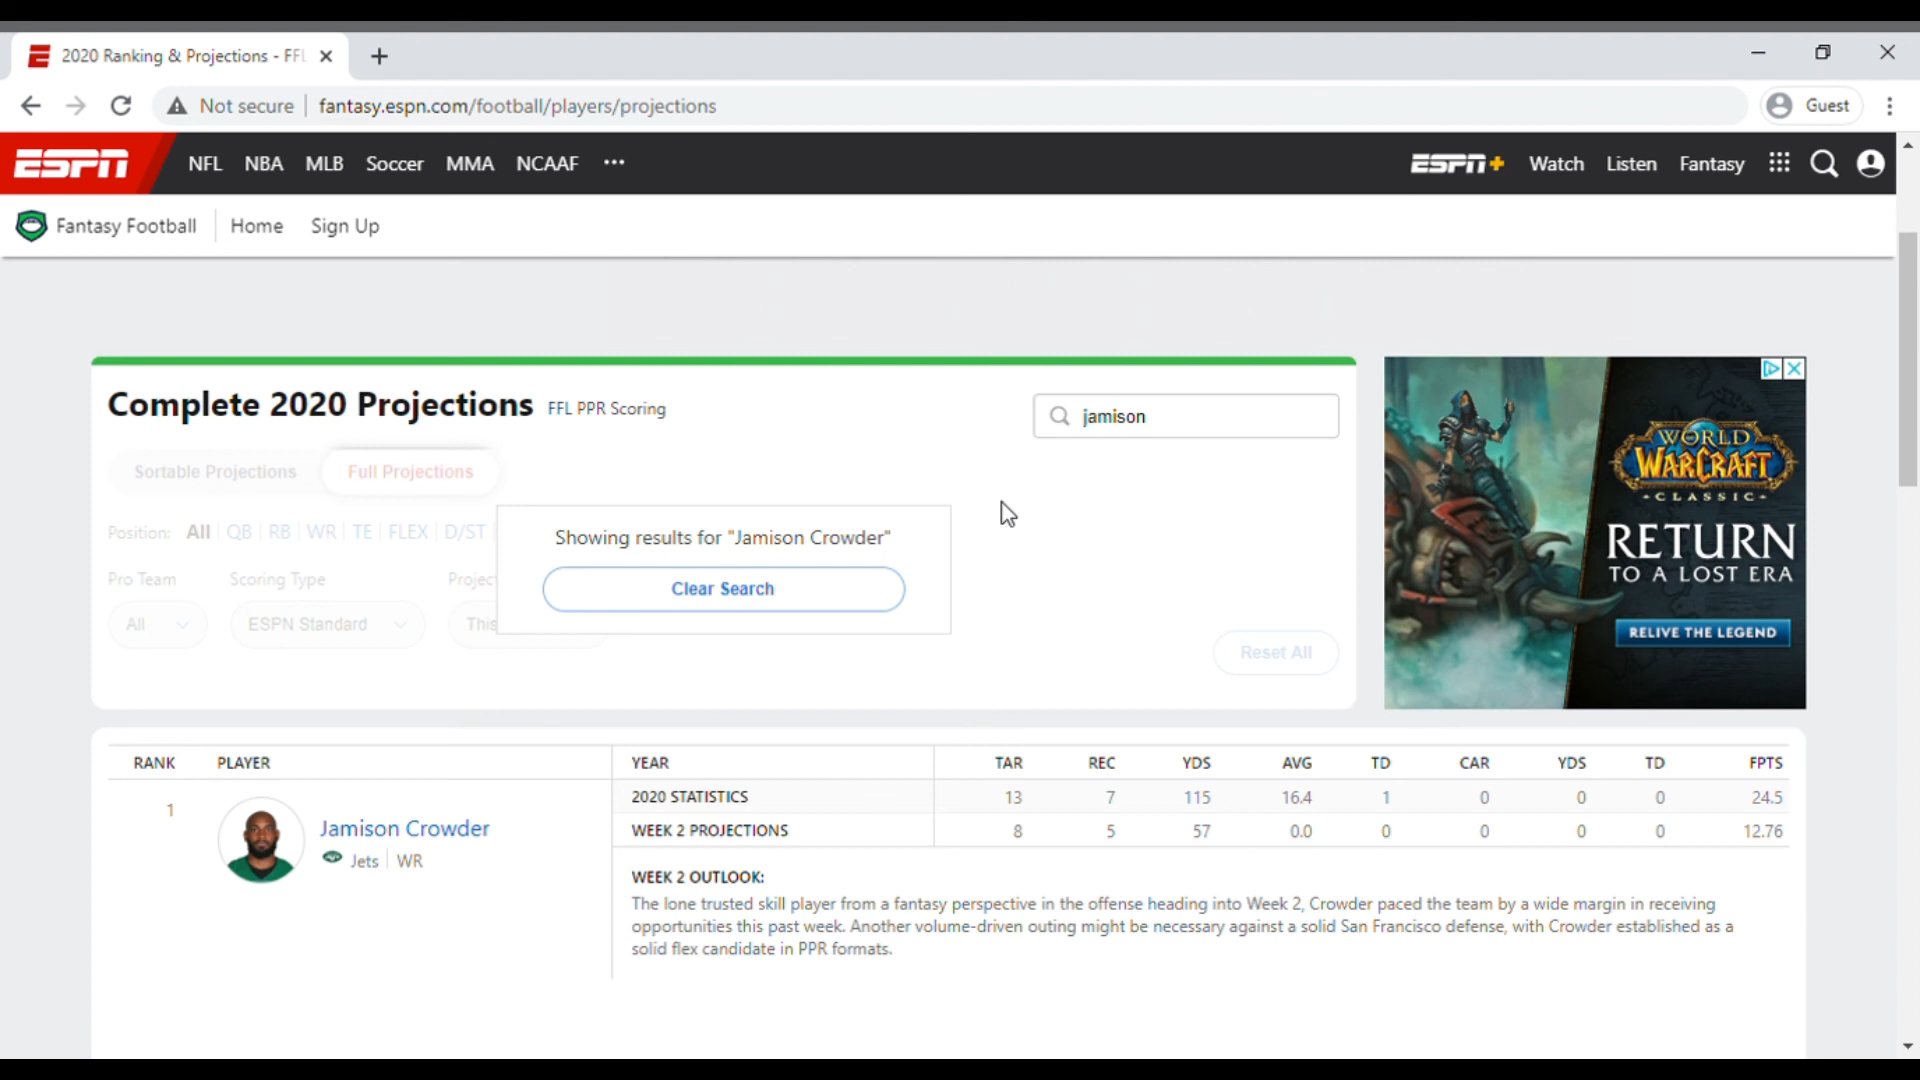 2020 Ranking & Projections - FFL
Not secure fantasy.espn.com/football/players/projections Guest
ESPN NFL NBA MLB Soccer MMA NCAAF ••• ESPN+ Watch Listen Fantasy
Fantasy Football Home Sign Up
Complete 2020 Projections FFL PPR Scoring
jamison
Sortable Projections Full Projections
Position: All QB RB WR TE FLEX D/ST
Showing results for "Jamison Crowder"
Clear Search
Pro Team Scoring Type Projec
All ESPN Standard This
Reset All
WORLD
WARCRAFT
CLASSIC
RETURN
TO A LOST ERA
RELIVE THE LEGEND
RANK PLAYER YEAR TAR REC YDS AVG TD CAR YDS TD FPTS
1 Jamison Crowder
Jets WR
2020 STATISTICS 13 7 115 16.4 1 0 0 0 24.5
WEEK 2 PROJECTIONS 8 5 57 0.0 0 0 0 0 12.76
WEEK 2 OUTLOOK:
The lone trusted skill player from a fantasy perspective in the offense heading into Week 2, Crowder paced the team by a wide margin in receiving
opportunities this past week. Another volume-driven outing might be necessary against a solid San Francisco defense, with Crowder established as a
solid flex candidate in PPR formats.